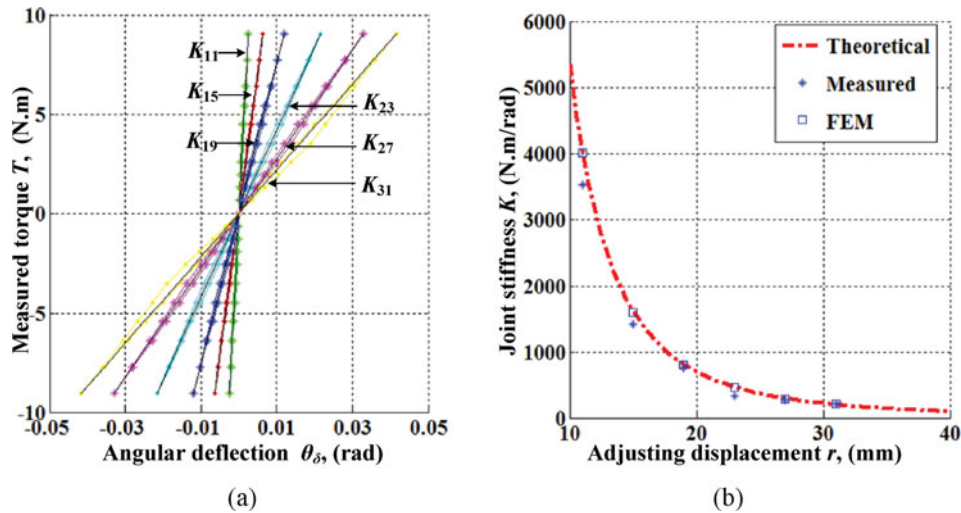 10
5
0
-5
-10
-0.05
-0.03
-0.01
0.01
0.03
0.05
Measured torque T, (N.m)
Angular deflection θδ, (rad)
K11
K15
K19
K23
K27
K31
(a)
6000
5000
4000
3000
2000
1000
0
10
20
30
40
Joint stiffness K, (N.m/rad)
Adjusting displacement r, (mm)
Theoretical
Measured
FEM
(b)